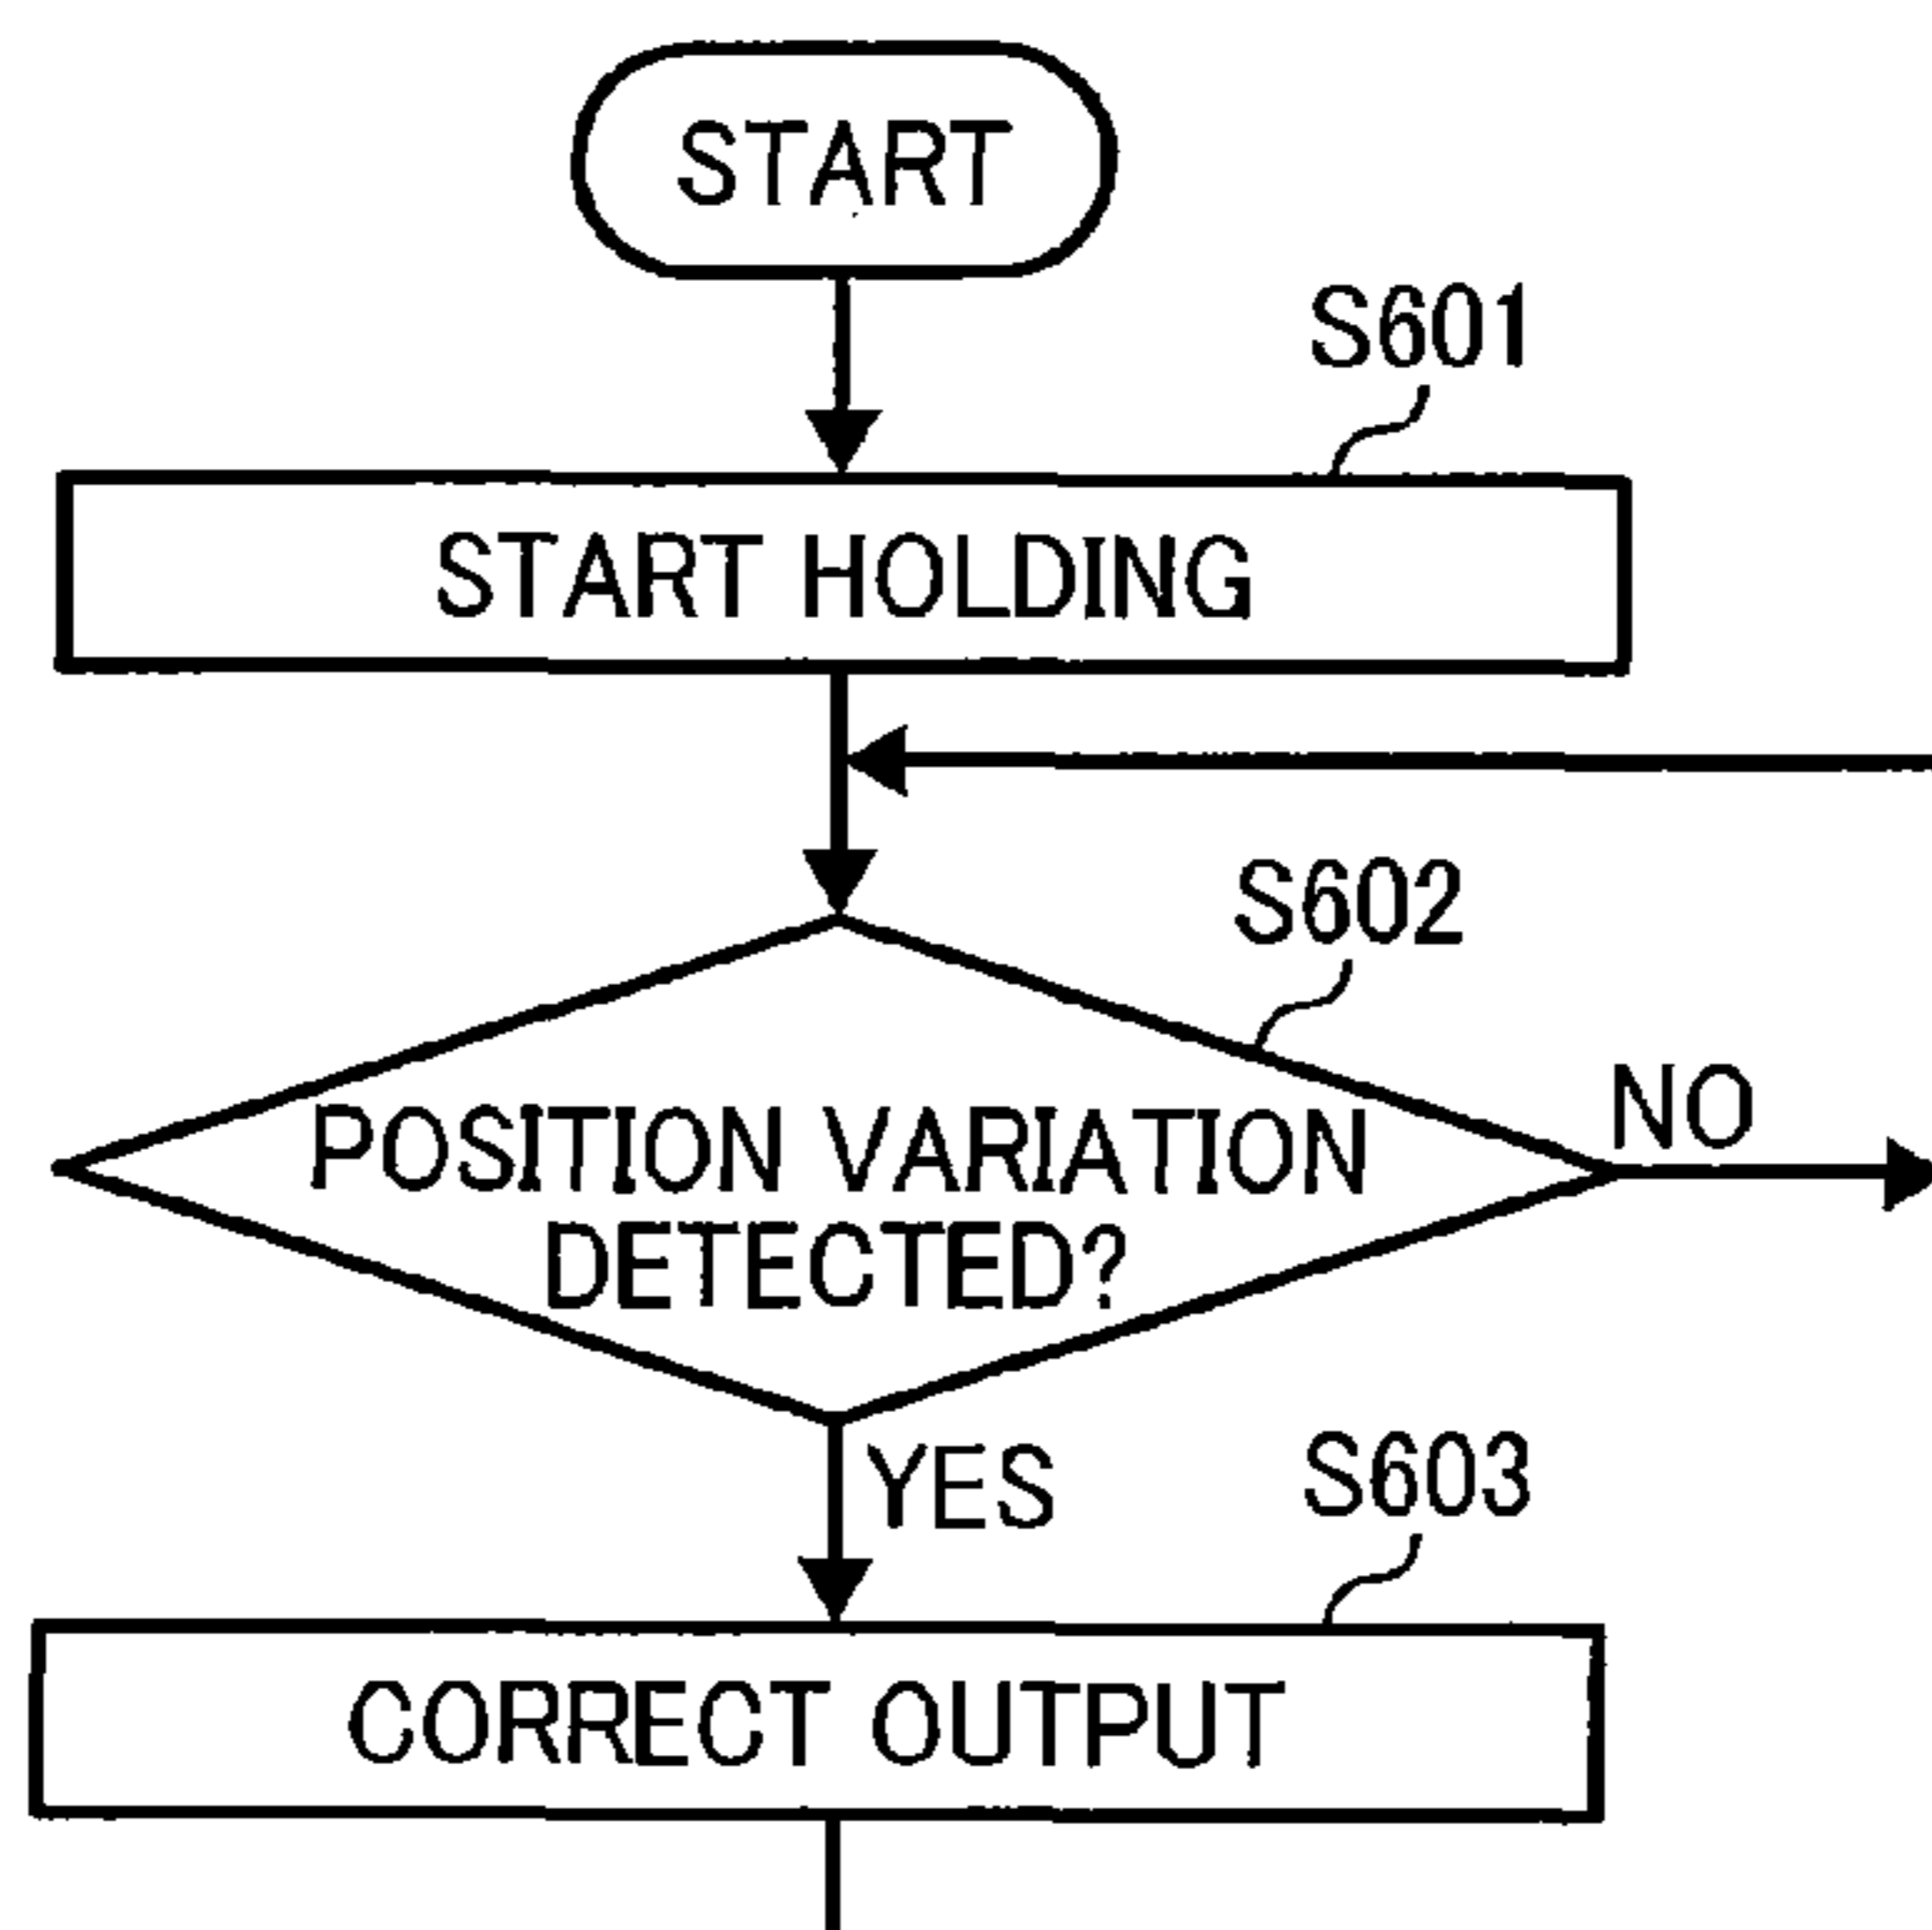 START
S601
START HOLDING
S602
NO
POSITION VARIATION
DETECTED?
YES
S603
CORRECT OUTPUT